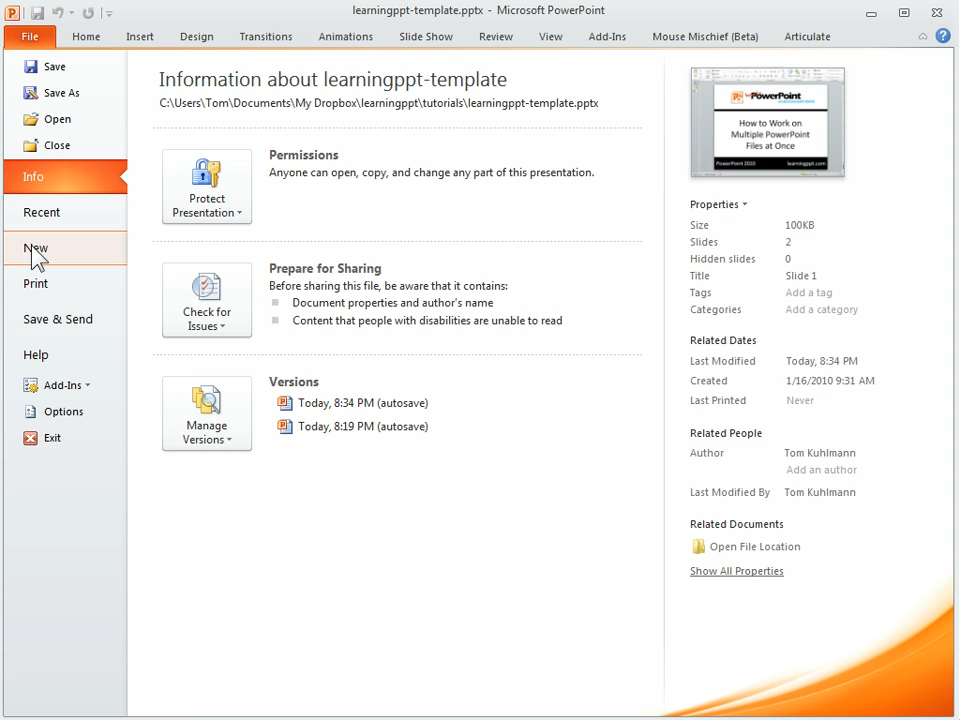 learningppt-template.pptx - Microsoft PowerPoint
File Home Insert Design Transitions Animations Slide Show Review View Add-Ins Mouse Mischief (Beta) Articulate
Save
Save As
Open
Close
Info
Recent
New
Print
Save & Send
Help
Add-Ins
Options
Exit
Information about learningppt-template
C:\Users\Tom\Documents\My Dropbox\learningppt\tutorials\learningppt-template.pptx
Protect
Presentation
Permissions
Anyone can open, copy, and change any part of this presentation.
Check for
Issues
Prepare for Sharing
Before sharing this file, be aware that it contains:
Document properties and author's name
Content that people with disabilities are unable to read
Manage
Versions
Versions
Today, 8:34 PM (autosave)
Today, 8:19 PM (autosave)
PowerPoint
How to Work on
Multiple PowerPoint
Files at Once
PowerPoint 2010 learningppt.com
Properties
Size 100KB
Slides 2
Hidden slides 0
Title Slide 1
Tags Add a tag
Categories Add a category
Related Dates
Last Modified Today, 8:34 PM
Created 1/16/2010 9:31 AM
Last Printed Never
Related People
Author Tom Kuhlmann
Add an author
Last Modified By Tom Kuhlmann
Related Documents
Open File Location
Show All Properties